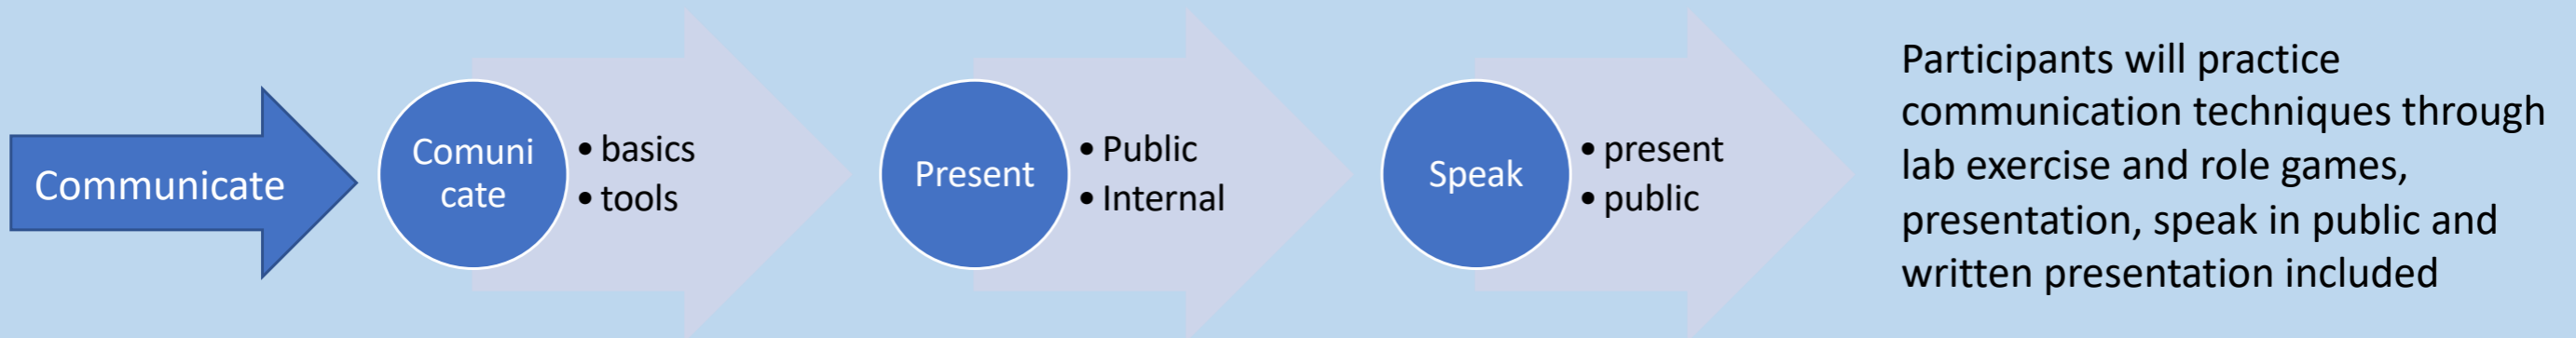 Communicate
Comuni
cate
• basics
• tools
Present
• Public
• Internal
Speak
• present
• public
Participants will practice
communication techniques through
lab exercise and role games,
presentation, speak in public and
written presentation included